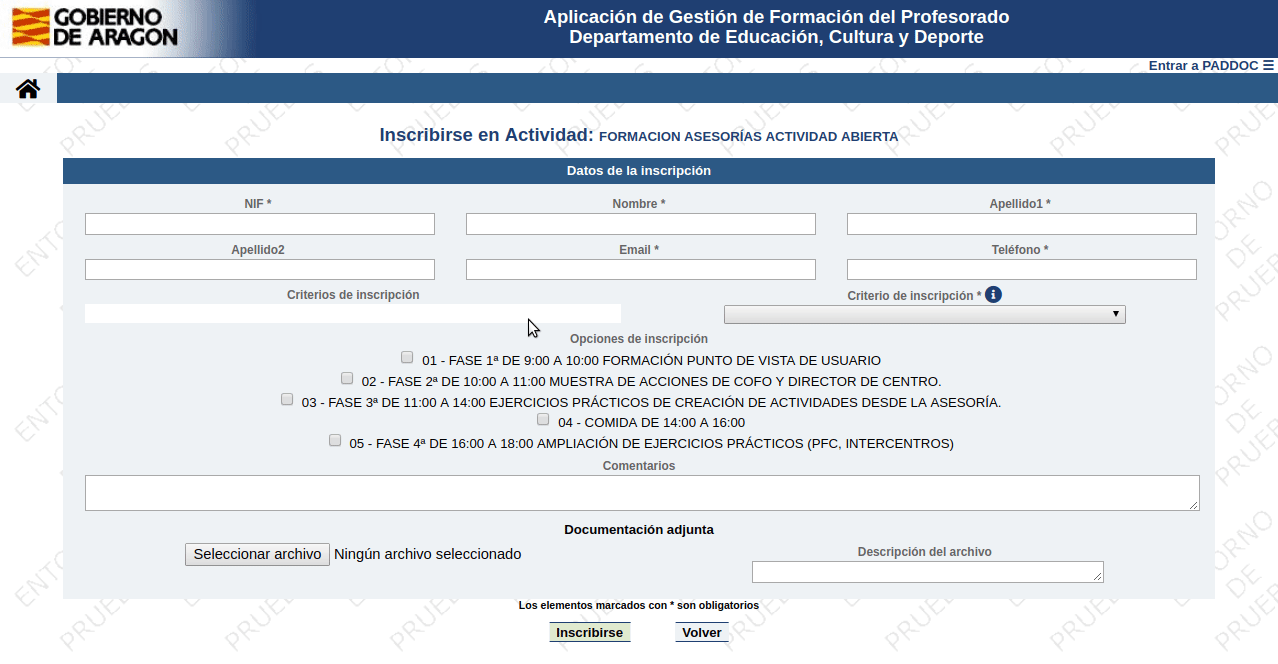 GOBIERNO
DE ARAGON
Aplicación de Gestión de Formación del Profesorado
Departamento de Educación, Cultura y Deporte
Entrar a PADDOC ☰
Inscribirse en Actividad: FORMACION ASESORÍAS ACTIVIDAD ABIERTA
Datos de la inscripción
NIF * Nombre * Apellido1 *
Apellido2 Email * Teléfono *
Criterios de inscripción Criterio de inscripción *
Opciones de inscripción
01 - FASE 1ª DE 9:00 A 10:00 FORMACIÓN PUNTO DE VISTA DE USUARIO
02 - FASE 2ª DE 10:00 A 11:00 MUESTRA DE ACCIONES DE COFO Y DIRECTOR DE CENTRO.
03 - FASE 3ª DE 11:00 A 14:00 EJERCICIOS PRÁCTICOS DE CREACIÓN DE ACTIVIDADES DESDE LA ASESORÍA.
04 - COMIDA DE 14:00 A 16:00
05 - FASE 4ª DE 16:00 A 18:00 AMPLIACIÓN DE EJERCICIOS PRÁCTICOS (PFC, INTERCENTROS)
Comentarios
Documentación adjunta
Seleccionar archivo Ningún archivo seleccionado Descripción del archivo
Los elementos marcados con * son obligatorios
Inscribirse Volver